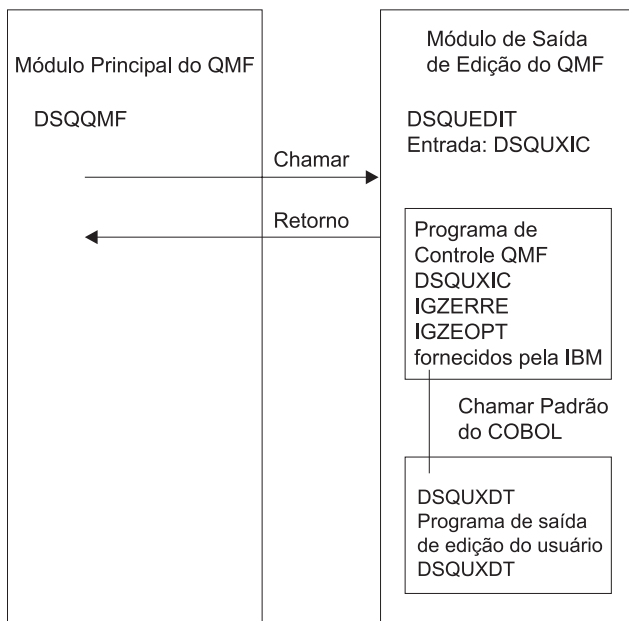 Módulo Principal do QMF
DSQQMF
Chamar
Retorno
Módulo de Saída
de Edição do QMF
DSQUEDIT
Entrada: DSQUXIC
Programa de
Controle QMF
DSQUXIC
IGZERRE
IGZEOPT
fornecidos pela IBM
Chamar Padrão
do COBOL
DSQUXDT
Programa de saída
de edição do usuário
DSQUXDT